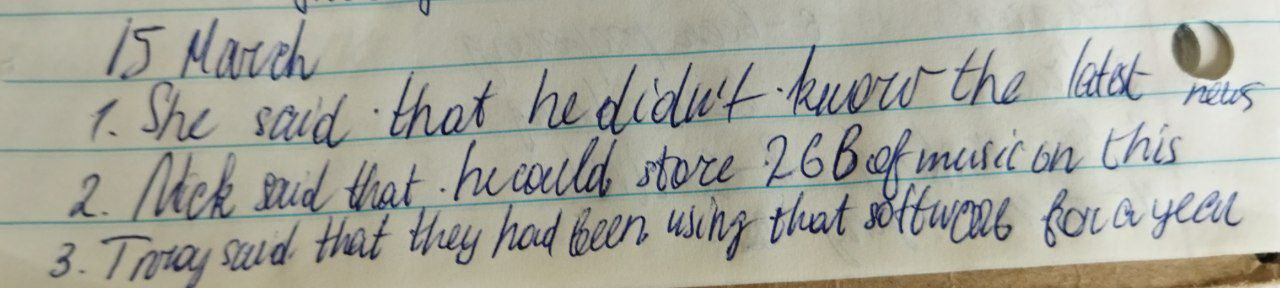 15 March
1. She said that he didn't know the latest news
2. Nick said that he could store 2GB of music on this
3. Tracy said that they had been using that software for a year